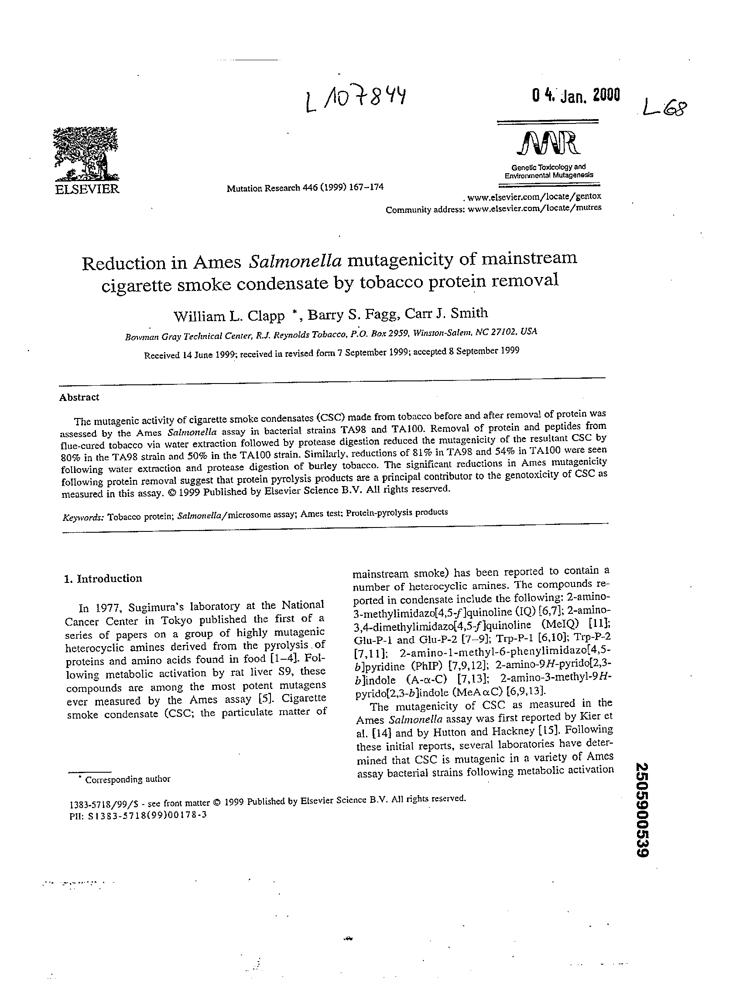 L107844
04. Jan. 2000
L68
ELSEVIER
Mutation Research 446 (1999) 167–174
MR
Genetic Toxicology and
Environmental Mutagenesis
www.elsevier.com/locate/gentox
Community address: www.elsevier.com/locate/mutres
Reduction in Ames Salmonella mutagenicity of mainstream
cigarette smoke condensate by tobacco protein removal
William L. Clapp *, Barry S. Fagg, Carr J. Smith
Bowman Gray Technical Center, R.J. Reynolds Tobacco, P.O. Box 2959, Winston-Salem, NC 27102, USA
Received 14 June 1999; received in revised form 7 September 1999; accepted 8 September 1999
Abstract
The mutagenic activity of cigarette smoke condensates (CSC) made from tobacco before and after removal of protein was
assessed by the Ames Salmonella assay in bacterial strains TA98 and TA100. Removal of protein and peptides from
flue-cured tobacco via water extraction followed by protease digestion reduced the mutagenicity of the resultant CSC by
80% in the TA98 strain and 50% in the TA100 strain. Similarly, reductions of 81% in TA98 and 54% in TA100 were seen
following water extraction and protease digestion of burley tobacco. The significant reductions in Ames mutagenicity
following protein removal suggest that protein pyrolysis products are a principal contributor to the genotoxicity of CSC as
measured in this assay. © 1999 Published by Elsevier Science B.V. All rights reserved.
Keywords: Tobacco protein; Salmonella/microsome assay; Ames test; Protein-pyrolysis products
1. Introduction
In 1977, Sugimura's laboratory at the National
Cancer Center in Tokyo published the first of a
series of papers on a group of highly mutagenic
heterocyclic amines derived from the pyrolysis of
proteins and amino acids found in food [1–4]. Fol-
lowing metabolic activation by rat liver S9, these
compounds are among the most potent mutagens
ever measured by the Ames assay [5]. Cigarette
smoke condensate (CSC; the particulate matter of
mainstream smoke) has been reported to contain a
number of heterocyclic amines. The compounds re-
ported in condensate include the following: 2-amino-
3-methylimidazo[4,5-f]quinoline (IQ) [6,7]; 2-amino-
3,4-dimethylimidazo[4,5-f]quinoline (MeIQ) [11];
Glu-P-1 and Glu-P-2 [7–9]; Trp-P-1 [6,10]; Trp-P-2
[7,11]; 2-amino-1-methyl-6-phenylimidazo[4,5-
b]pyridine (PhIP) [7,9,12]; 2-amino-9H-pyrido[2,3-
b]indole (A-α-C) [7,13]; 2-amino-3-methyl-9H-
pyrido[2,3-b]indole (MeAαC) [6,9,13].
The mutagenicity of CSC as measured in the
Ames Salmonella assay was first reported by Kier et
al. [14] and by Hutton and Hackney [15]. Following
these initial reports, several laboratories have deter-
mined that CSC is mutagenic in a variety of Ames
assay bacterial strains following metabolic activation
* Corresponding author
1383-5718/99/$ - see front matter © 1999 Published by Elsevier Science B.V. All rights reserved.
PII: S1383-5718(99)00178-3
2505900539